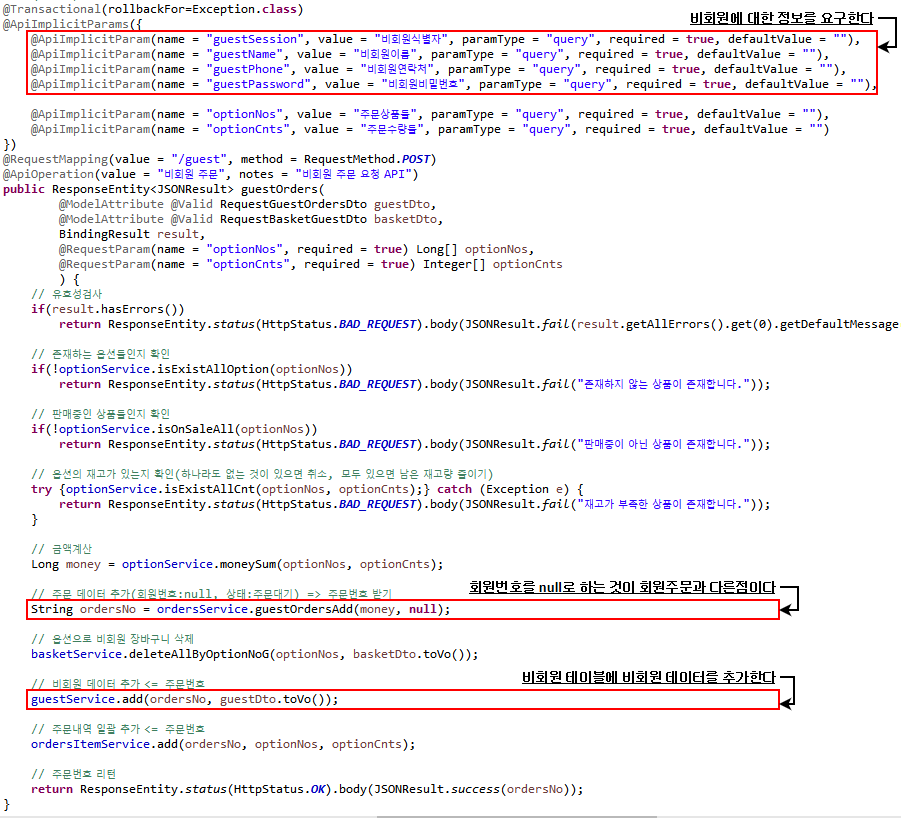 @Transactional(rollbackFor=Exception.class)
비회원에 대한 정보를 요구한다
@ApiImplicitParams({
@ApiImplicitParam(name = "guestSession", value = "비회원식별자", paramType = "query", required = true, defaultValue = ""),
@ApiImplicitParam(name = "guestName", value = "비회원이름", paramType = "query", required = true, defaultValue = ""),
@ApiImplicitParam(name = "guestPhone", value = "비회원연락처", paramType = "query", required = true, defaultValue = ""),
@ApiImplicitParam(name = "guestPassword", value = "비회원비밀번호", paramType = "query", required = true, defaultValue = ""),
@ApiImplicitParam(name = "optionNos", value = "주문상품들", paramType = "query", required = true, defaultValue = ""),
@ApiImplicitParam(name = "optionCnts", value = "주문수량들", paramType = "query", required = true, defaultValue = "")
})
@RequestMapping(value = "/guest", method = RequestMethod.POST)
@ApiOperation(value = "비회원 주문", notes = "비회원 주문 요청 API")
public ResponseEntity<JSONResult> guestOrders(
@ModelAttribute @Valid RequestGuestOrdersDto guestDto,
@ModelAttribute @Valid RequestBasketGuestDto basketDto,
BindingResult result,
@RequestParam(name = "optionNos", required = true) Long[] optionNos,
@RequestParam(name = "optionCnts", required = true) Integer[] optionCnts
) {
// 유효성검사
if(result.hasErrors())
return ResponseEntity.status(HttpStatus.BAD_REQUEST).body(JSONResult.fail(result.getAllErrors().get(0).getDefaultMessage
// 존재하는 옵션들인지 확인
if(!optionService.isExistAllOption(optionNos))
return ResponseEntity.status(HttpStatus.BAD_REQUEST).body(JSONResult.fail("존재하지 않는 상품이 존재합니다."));
// 판매중인 상품들인지 확인
if(!optionService.isOnSaleAll(optionNos))
return ResponseEntity.status(HttpStatus.BAD_REQUEST).body(JSONResult.fail("판매중이 아닌 상품이 존재합니다."));
// 옵션의 재고가 있는지 확인(하나라도 없는 것이 있으면 취소, 모두 있으면 남은 재고량 줄이기)
try {optionService.isExistAllCnt(optionNos, optionCnts);} catch (Exception e) {
return ResponseEntity.status(HttpStatus.BAD_REQUEST).body(JSONResult.fail("재고가 부족한 상품이 존재합니다."));
}
// 금액계산
Long money = optionService.moneySum(optionNos, optionCnts);
회원번호를 null로 하는 것이 회원주문과 다른점이다
// 주문 데이터 추가(회원번호:null, 상태:주문대기) => 주문번호 받기
String ordersNo = ordersService.guestOrdersAdd(money, null);
// 옵션으로 비회원 장바구니 삭제
basketService.deleteAllByOptionNoG(optionNos, basketDto.toVo());
비회원 테이블에 비회원 데이터를 추가한다
// 비회원 데이터 추가 <= 주문번호
guestService.add(ordersNo, guestDto.toVo());
// 주문내역 일괄 추가 <= 주문번호
ordersItemService.add(ordersNo, optionNos, optionCnts);
// 주문번호 리턴
return ResponseEntity.status(HttpStatus.OK).body(JSONResult.success(ordersNo));
}